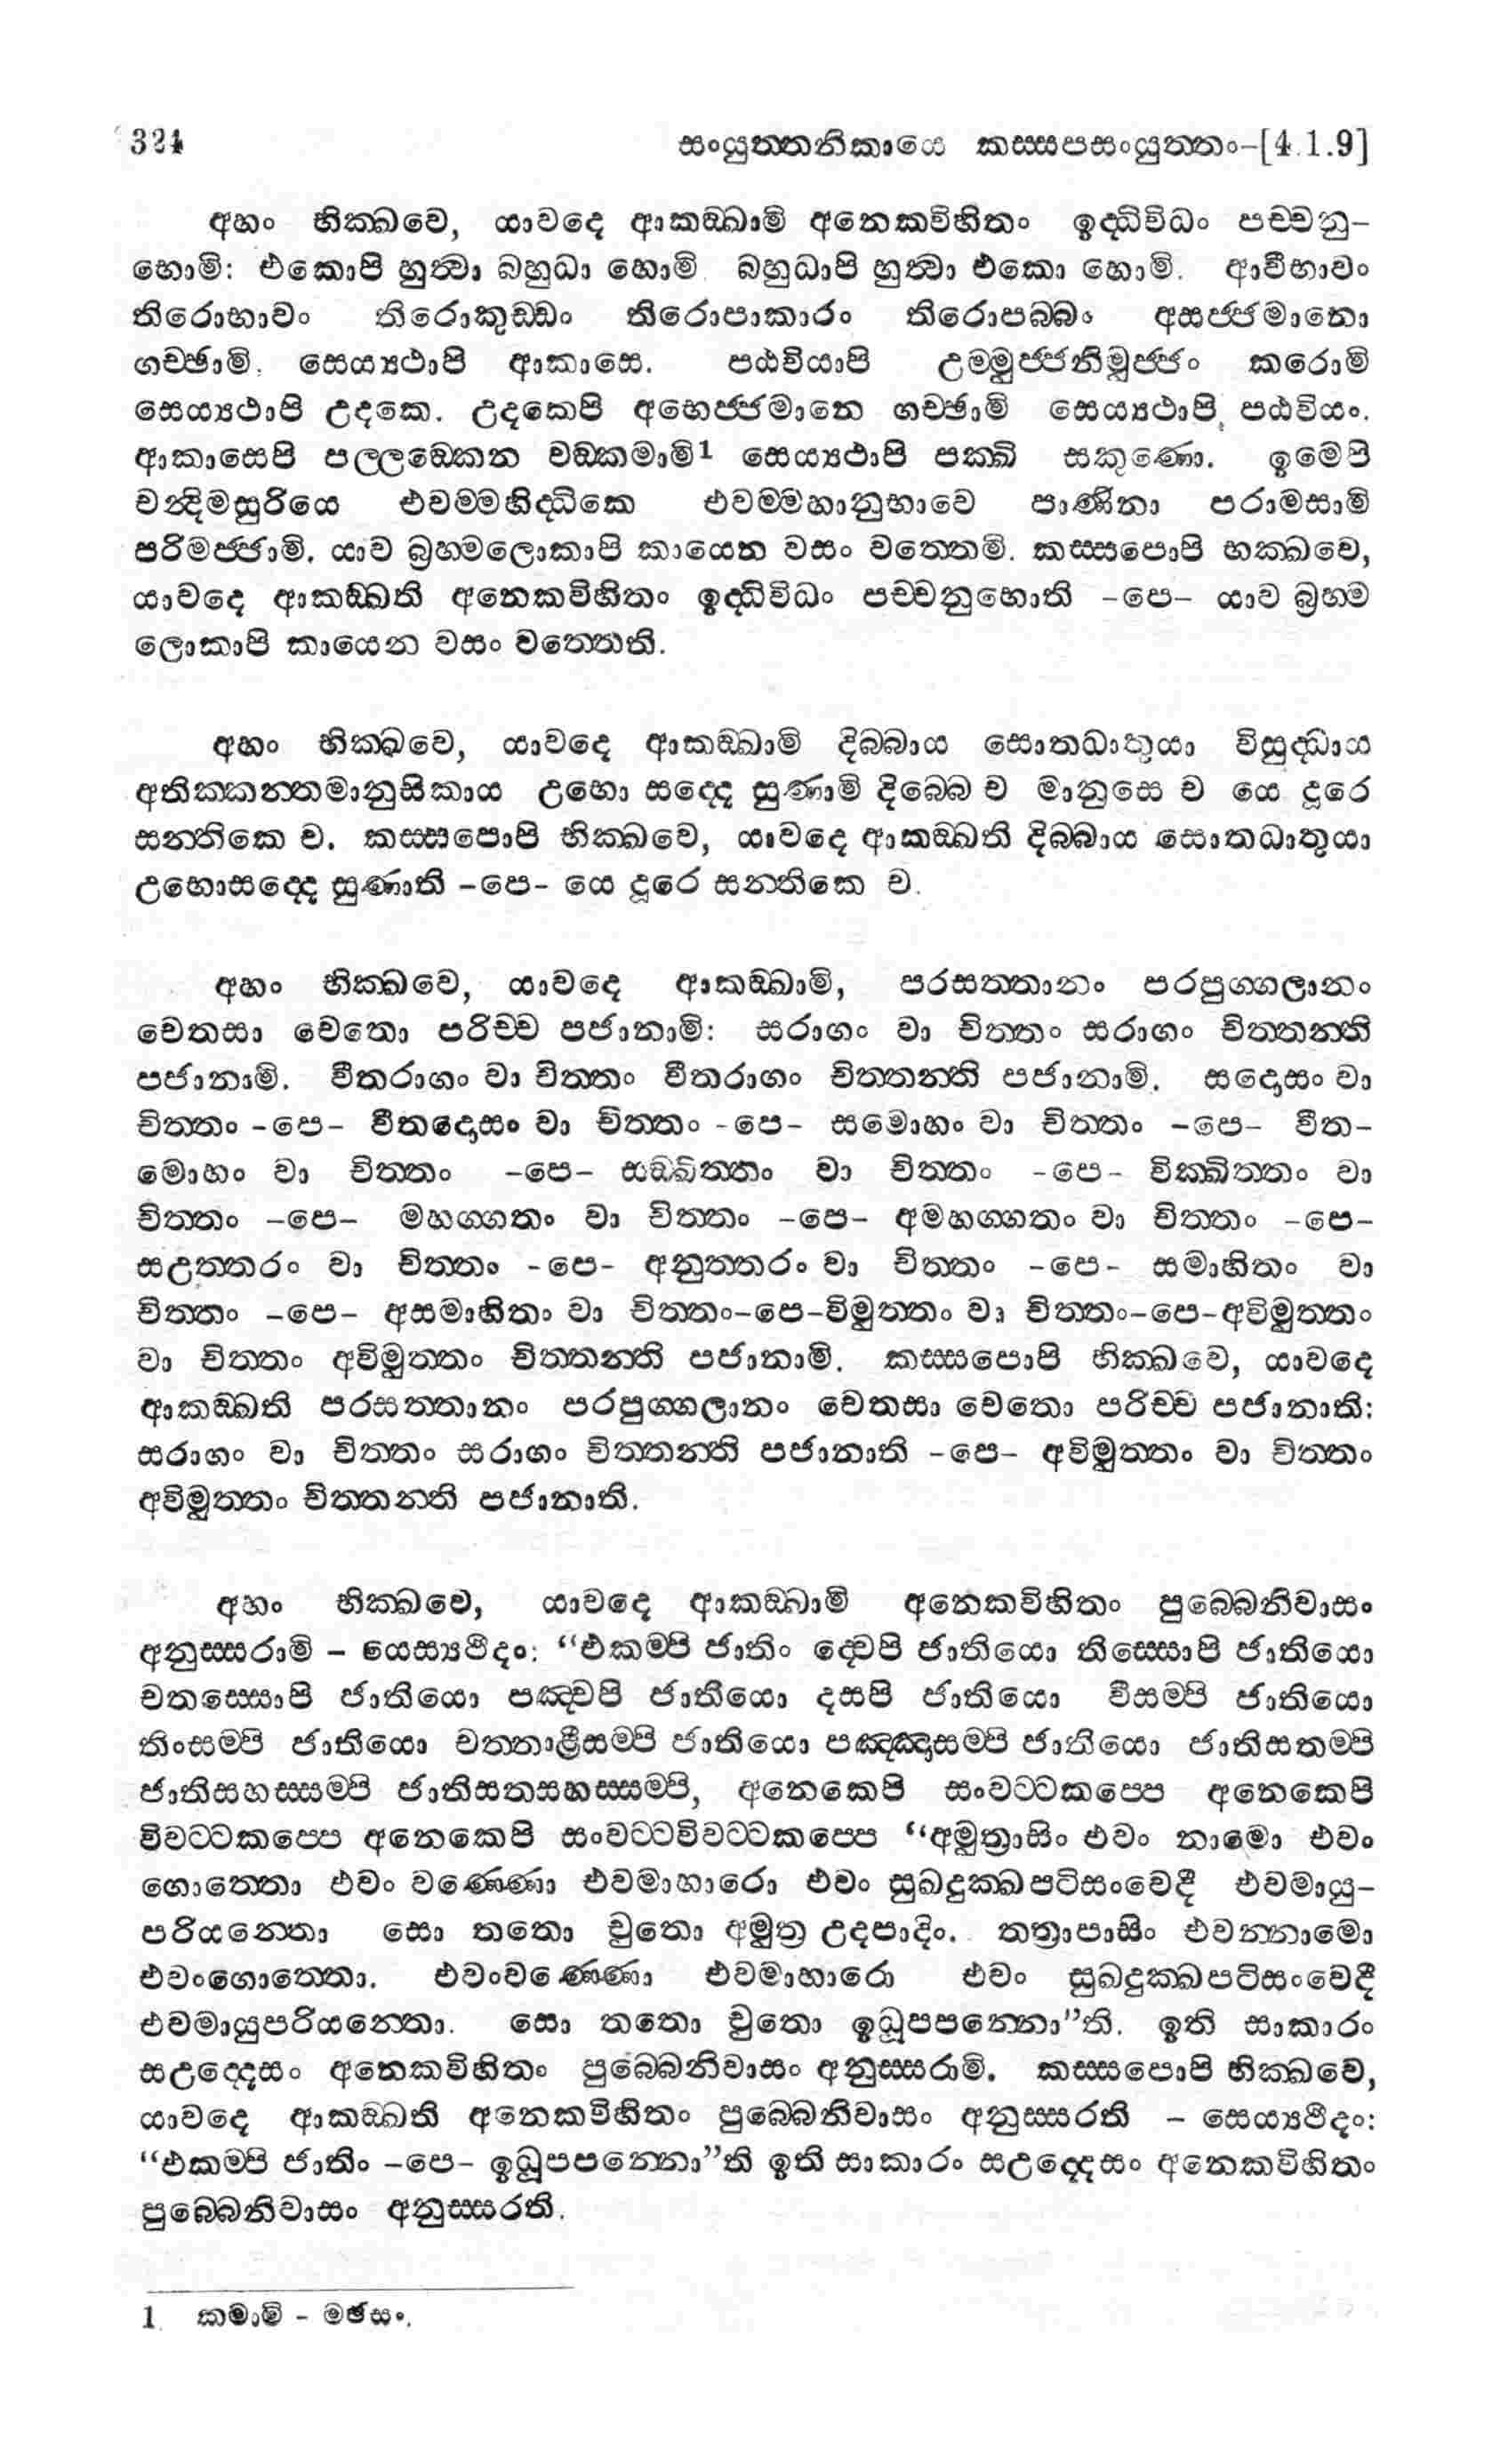 324 සංයුත්තනිකායෙ කස්සපසංයුත්තං-[4.1.9]
අහං භික්ඛවෙ, යාවදෙ ආකඞ්ඛාමි අනෙකවිහිතං ඉද්ධිවිධං පච්චනු-
භොමි: එකොපි හුත්වා බහුධා හොමි. බහුධාපි හුත්වා එකො හොමි. ආවීභාවං
තිරොභාවං තිරොකුඩ්ඩං තිරොපාකාරං තිරොපබ්බං අසජ්ජමානො
ගච්ඡාමි. සෙය්‍යථාපි ආකාසෙ. පඨවියාපි උම්මුජ්ජනිමුජ්ජං කරොමි
සෙය්‍යථාපි උදකෙ. උදකෙපි අභෙජ්ජමානෙ ගච්ඡාමි සෙය්‍යථාපි, පඨවියං.
ආකාසෙපි පල්ලඞ්කෙන චඞ්කමාමි1 සෙය්‍යථාපි පක්ඛි සකුණො. ඉමෙපි
චන්දිමසුරියෙ එවම්මහිද්ධිකෙ එවම්මහානුභාවෙ පාණිනා පරාමසාමි
පරිමජ්ජාමි. යාව බ්‍රහ්මලොකාපි කායෙන වසං වත්තෙමි. කස්සපොපි භක්ඛවෙ,
යාවදෙ ආකඞ්ඛති අනෙකවිහිතං ඉද්ධිවිධං පච්චනුභොති -පෙ- යාව බ්‍රහ්ම
ලොකාපි කායෙන වසං වත්තෙති.
අහං භික්ඛවෙ, යාවදෙ ආකඞ්ඛාමි දිබ්බාය සොතධාතුයා විසුද්ධාය
අතික්කන්තමානුසිකාය උභො සද්දෙ සුණාමි දිබ්බෙ ච මානුසෙ ච යෙ දූරෙ
සන්තිකෙ ච. කස්සපොපි භික්ඛවෙ, යාවදෙ ආකඞ්ඛති දිබ්බාය සොතධාතුයා
උභොසද්දෙ සුණාති -පෙ- යෙ දූරෙ සන්තිකෙ ච.
අහං භික්ඛවෙ, යාවදෙ ආකඞ්ඛාමි, පරසත්තානං පරපුග්ගලානං
චෙතසා චෙතො පරිච්ච පජානාමි: සරාගං වා චිත්තං සරාගං චිත්තන්ති
පජානාමි. වීතරාගං වා චිත්තං වීතරාගං චිත්තන්ති පජානාමි. සදොසං වා
චිත්තං -පෙ- වීතදොසං වා චිත්තං -පෙ- සමොහං වා චිත්තං -පෙ- වීත-
මොහං වා චිත්තං -පෙ- සඞ්ඛිත්තං වා චිත්තං -පෙ- වික්ඛිත්තං වා
චිත්තං -පෙ- මහග්ගතං වා චිත්තං -පෙ- අමහග්ගතං වා චිත්තං -පෙ-
සඋත්තරං වා චිත්තං -පෙ- අනුත්තරං වා චිත්තං -පෙ- සමාහිතං වා
චිත්තං -පෙ- අසමාහිතං වා චිත්තං-පෙ-විමුත්තං වා චිත්තං-පෙ-අවිමුත්තං
වා චිත්තං අවිමුත්තං චිත්තන්ති පජානාමි. කස්සපොපි භික්ඛවෙ, යාවදෙ
ආකඞ්ඛති පරසත්තානං පරපුග්ගලානං චෙතසා චෙතො පරිච්ච පජානාති:
සරාගං වා චිත්තං සරාගං චිත්තන්ති පජානාති -පෙ- අවිමුත්තං වා චිත්තං
අවිමුත්තං චිත්තන්ති පජානාති.
අහං භික්ඛවෙ, යාවදෙ ආකඞ්ඛාමි අනෙකවිහිතං පුබ්බෙනිවාසං
අනුස්සරාමි - යෙස්‍යථිදං: “එකම්පි ජාතිං ද්වෙපි ජාතියො තිස්සොපි ජාතියො
චතස්සොපි ජාතියො පඤ්චපි ජාතියො දසපි ජාතියො වීසම්පි ජාතියො
තිංසම්පි ජාතියො චත්තාළීසම්පි ජාතියො පඤ්ඤාසම්පි ජාතියො ජාතිසතම්පි
ජාතිසහස්සම්පි ජාතිසතසහස්සම්පි, අනෙකෙපි සංවට්ටකප්පෙ අනෙකෙපි
විවට්ටකප්පෙ අනෙකෙපි සංවට්ටවිවට්ටකප්පෙ “අමුත්‍රාසිං එවං නාමො එවං
ගොත්තො එවං වණ්ණො එවමාහාරො එවං සුඛදුක්ඛපටිසංවෙදී එවමායු-
පරියන්තො සො තතො චුතො අමුත්‍ර උදපාදිං. තත්‍රාපාසිං එවන්නාමො
එවංගොත්තො. එවංවණ්ණො එවමාහාරො එවං සුඛදුක්ඛපටිසංවෙදී
එවමායුපරියන්තො. සො තතො චුතො ඉධූපපන්නො”ති. ඉති සාකාරං
සඋද්දෙසං අනෙකවිහිතං පුබ්බෙනිවාසං අනුස්සරාමි. කස්සපොපි භික්ඛවෙ,
යාවදෙ ආකඞ්ඛති අනෙකවිහිතං පුබ්බෙනිවාසං අනුස්සරති - සෙය්‍යථිදං:
“එකම්පි ජාතිං -පෙ- ඉධූපපන්නො”ති ඉති සාකාරං සඋද්දෙසං අනෙකවිහිතං
පුබ්බෙනිවාසං අනුස්සරති.
1. කමාමි - මඡසං.